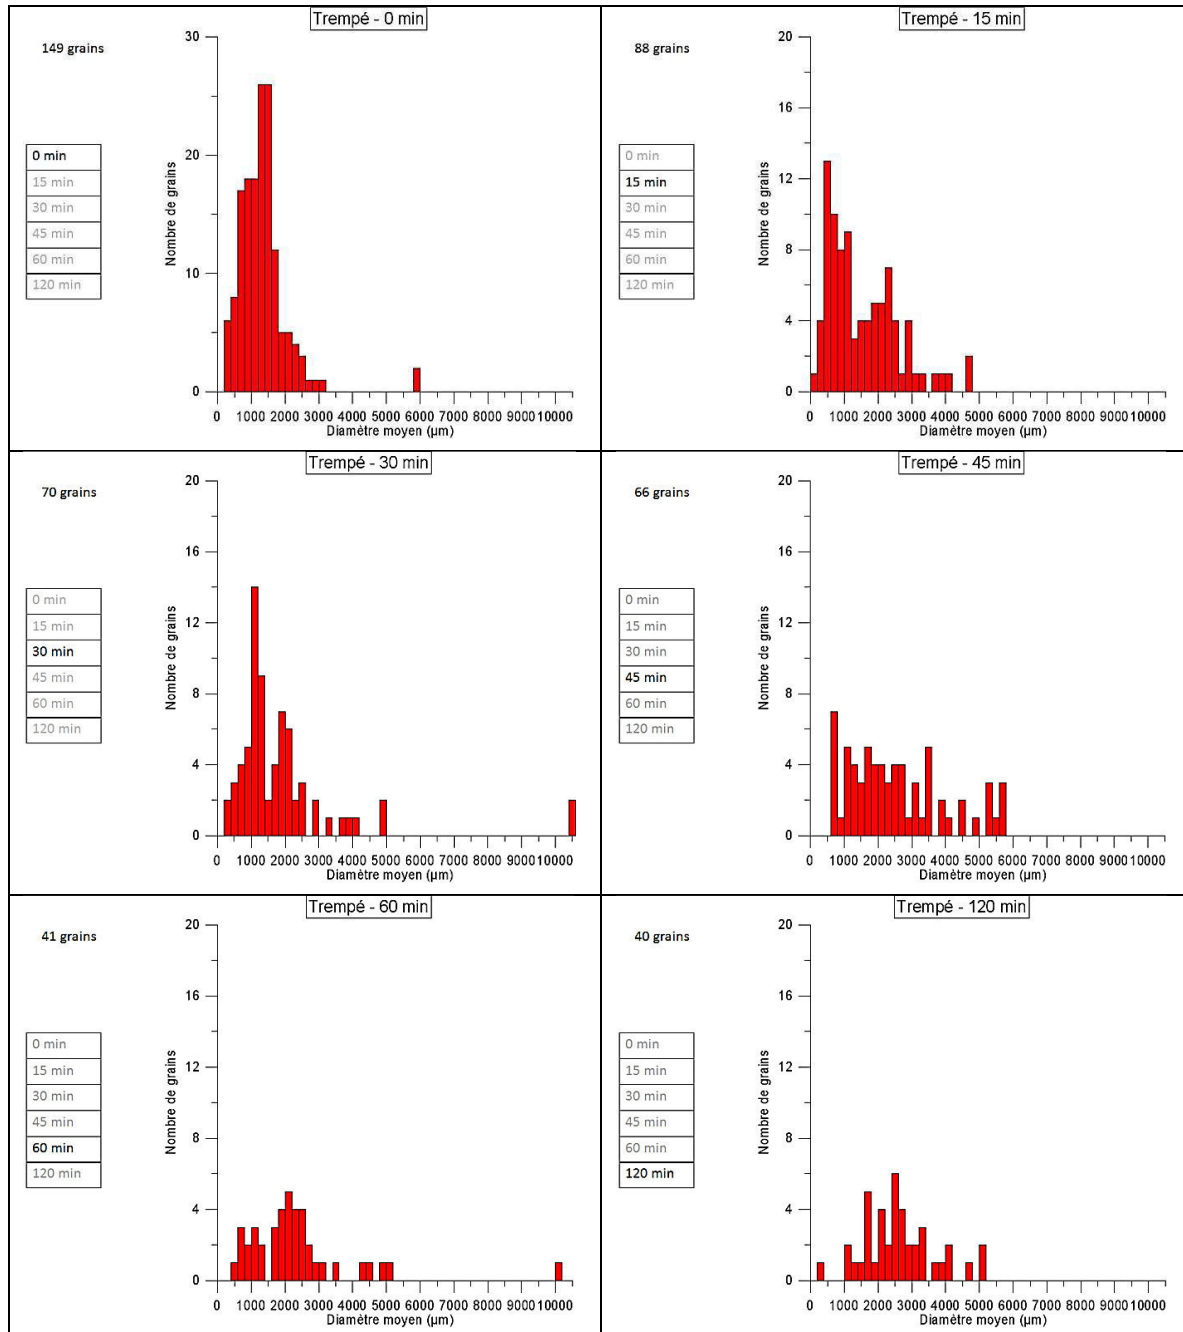 Trempé - 0 min
149 grains
30
20
10
0
Nombre de grains
0 min
15 min
30 min
45 min
60 min
120 min
0 1000 2000 3000 4000 5000 6000 7000 8000 9000 10000
Diamètre moyen (µm)
Trempé - 15 min
88 grains
20
16
12
8
4
0
Nombre de grains
0 min
15 min
30 min
45 min
60 min
120 min
0 1000 2000 3000 4000 5000 6000 7000 8000 9000 10000
Diamètre moyen (µm)
Trempé - 30 min
70 grains
20
16
12
8
4
0
Nombre de grains
0 min
15 min
30 min
45 min
60 min
120 min
0 1000 2000 3000 4000 5000 6000 7000 8000 9000 10000
Diamètre moyen (µm)
Trempé - 45 min
66 grains
20
16
12
8
4
0
Nombre de grains
0 min
15 min
30 min
45 min
60 min
120 min
0 1000 2000 3000 4000 5000 6000 7000 8000 9000 10000
Diamètre moyen (µm)
Trempé - 60 min
41 grains
20
16
12
8
4
0
Nombre de grains
0 min
15 min
30 min
45 min
60 min
120 min
0 1000 2000 3000 4000 5000 6000 7000 8000 9000 10000
Diamètre moyen (µm)
Trempé - 120 min
40 grains
20
16
12
8
4
0
Nombre de grains
0 min
15 min
30 min
45 min
60 min
120 min
0 1000 2000 3000 4000 5000 6000 7000 8000 9000 10000
Diamètre moyen (µm)